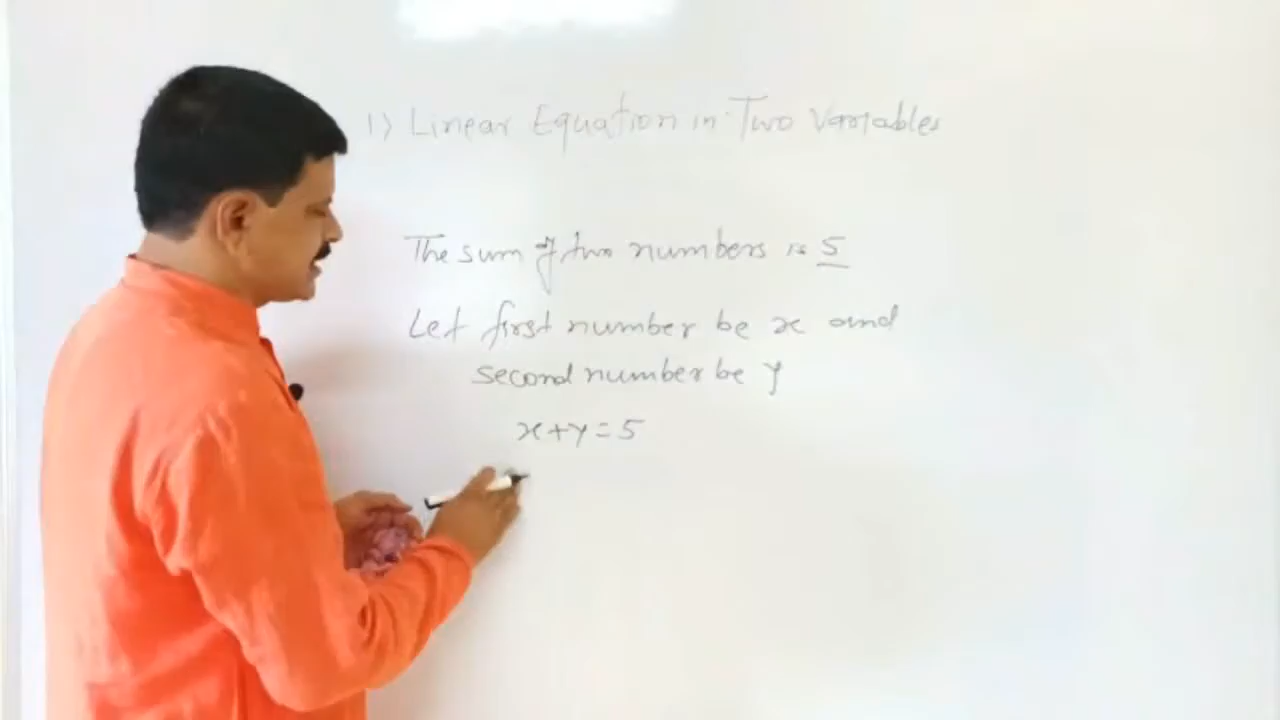 1) Linear Equation in Two Variables
The sum of two numbers is 5
Let first number be x and
second number be y
x+y=5